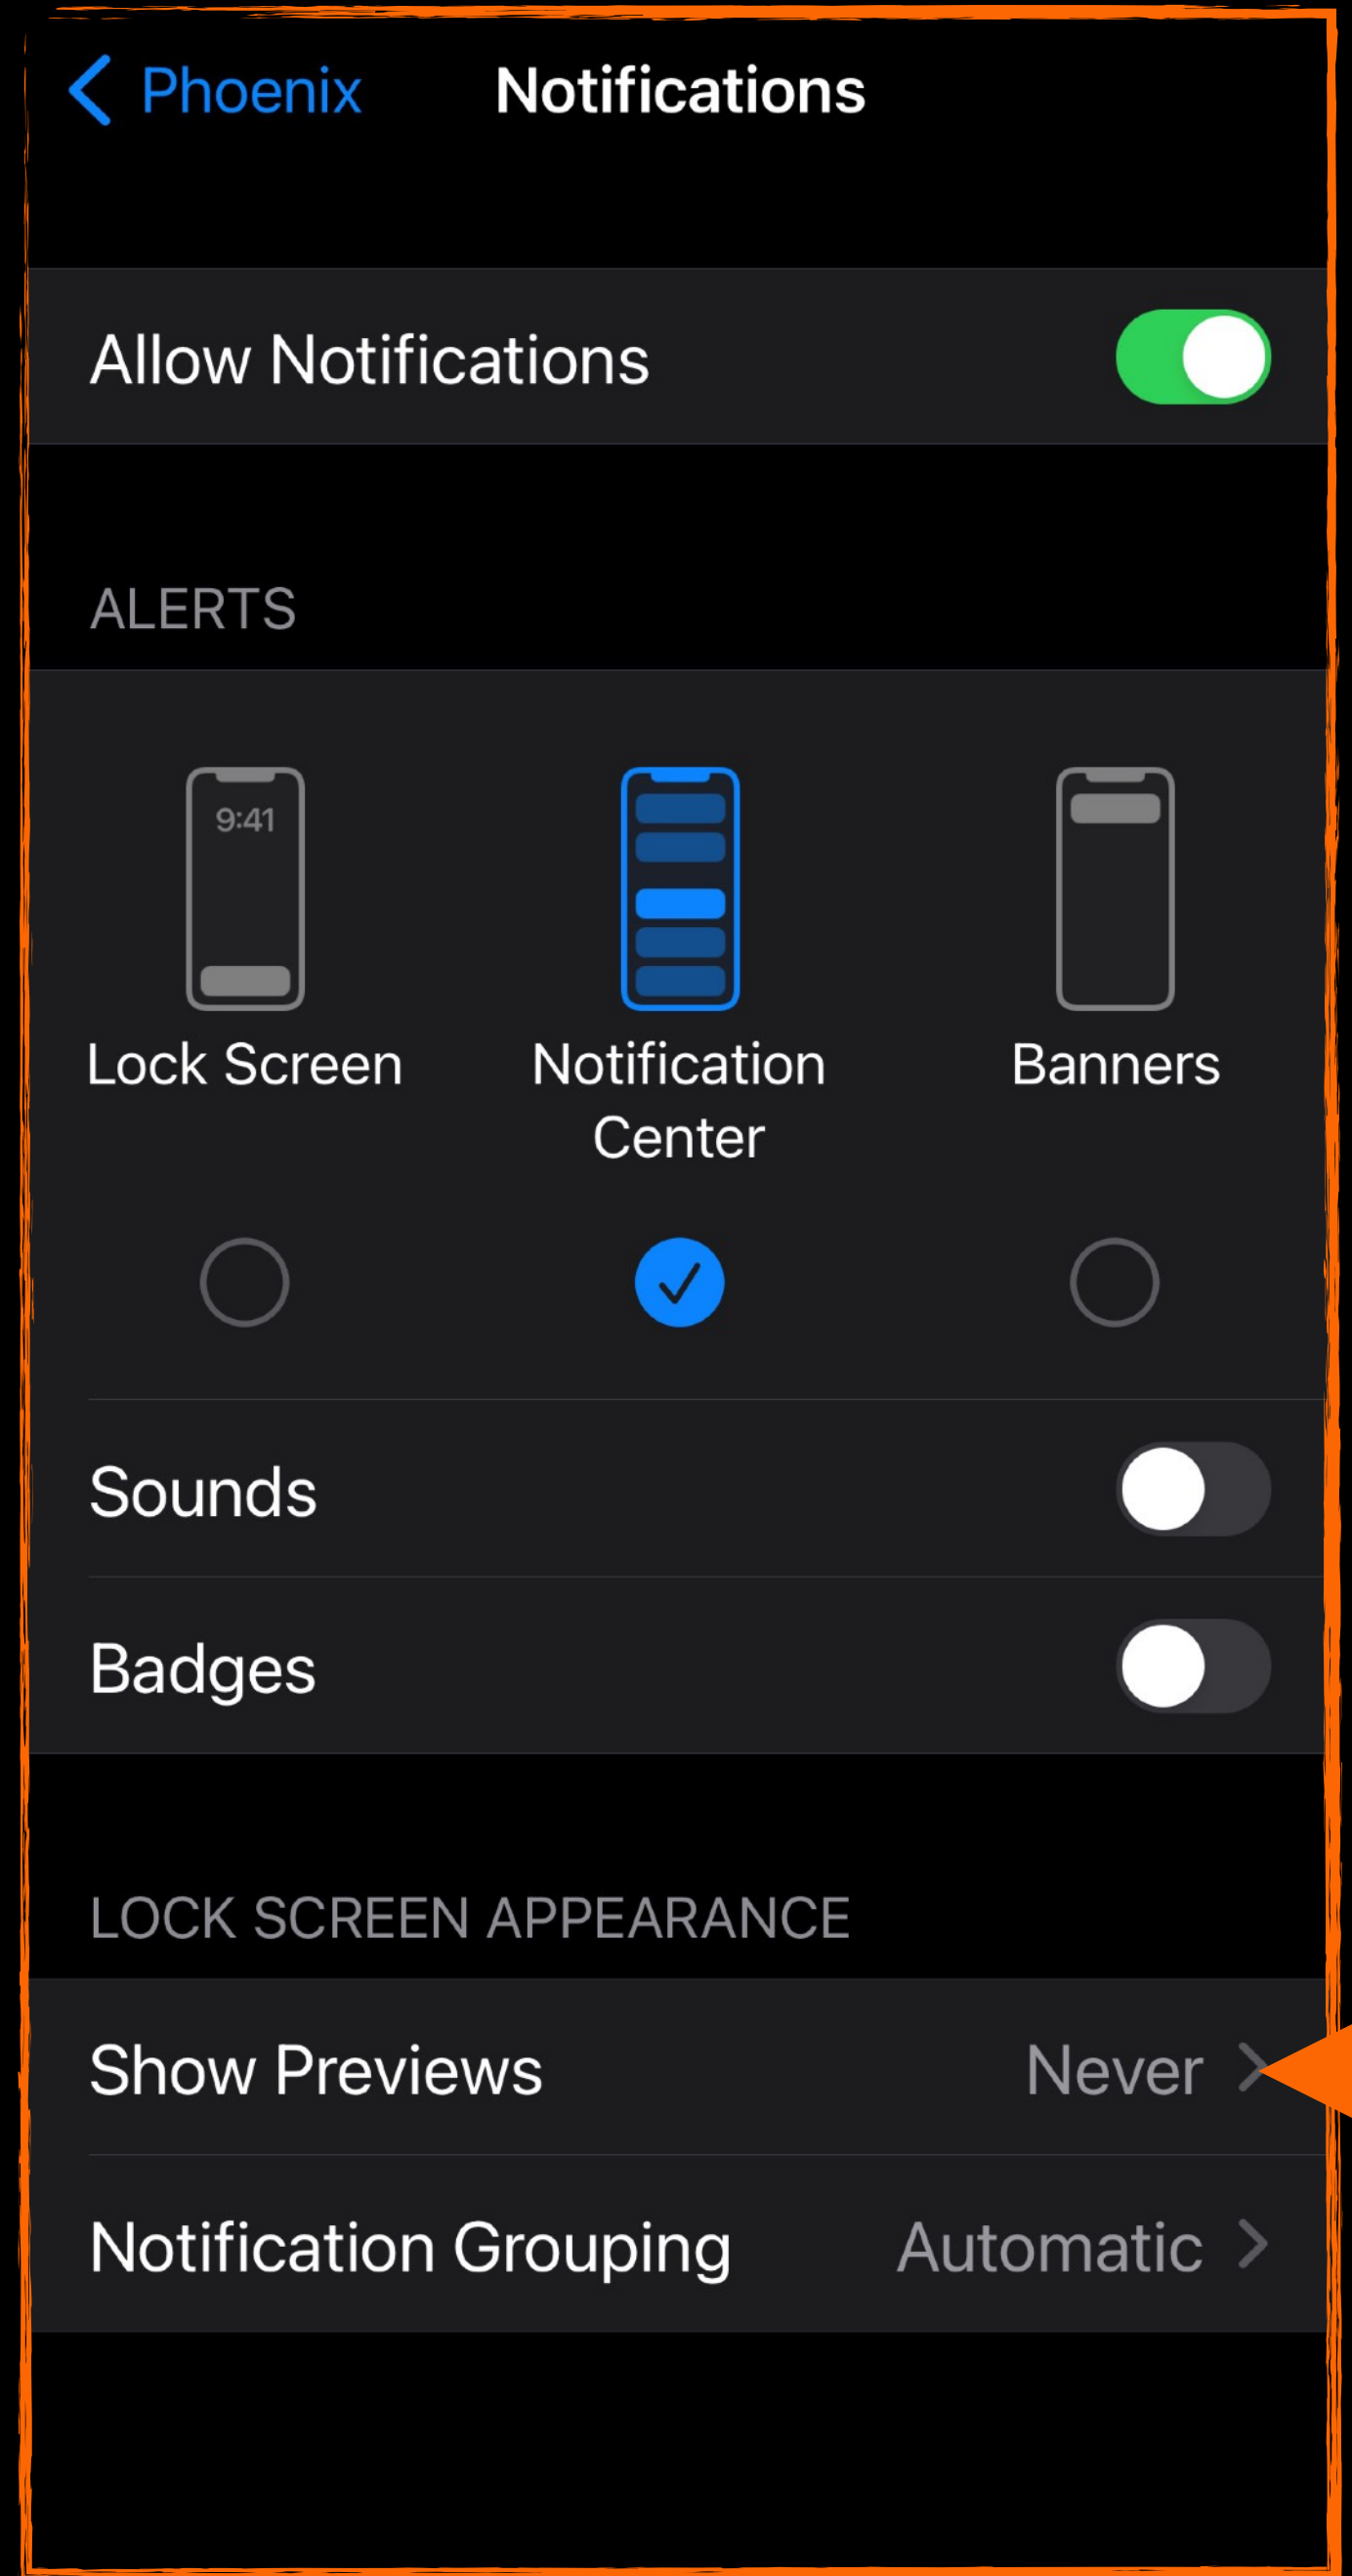 Phoenix Notifications
Allow Notifications
ALERTS
9:41
Lock Screen Notification Center Banners
Sounds
Badges
LOCK SCREEN APPEARANCE
Show Previews Never
Notification Grouping Automatic